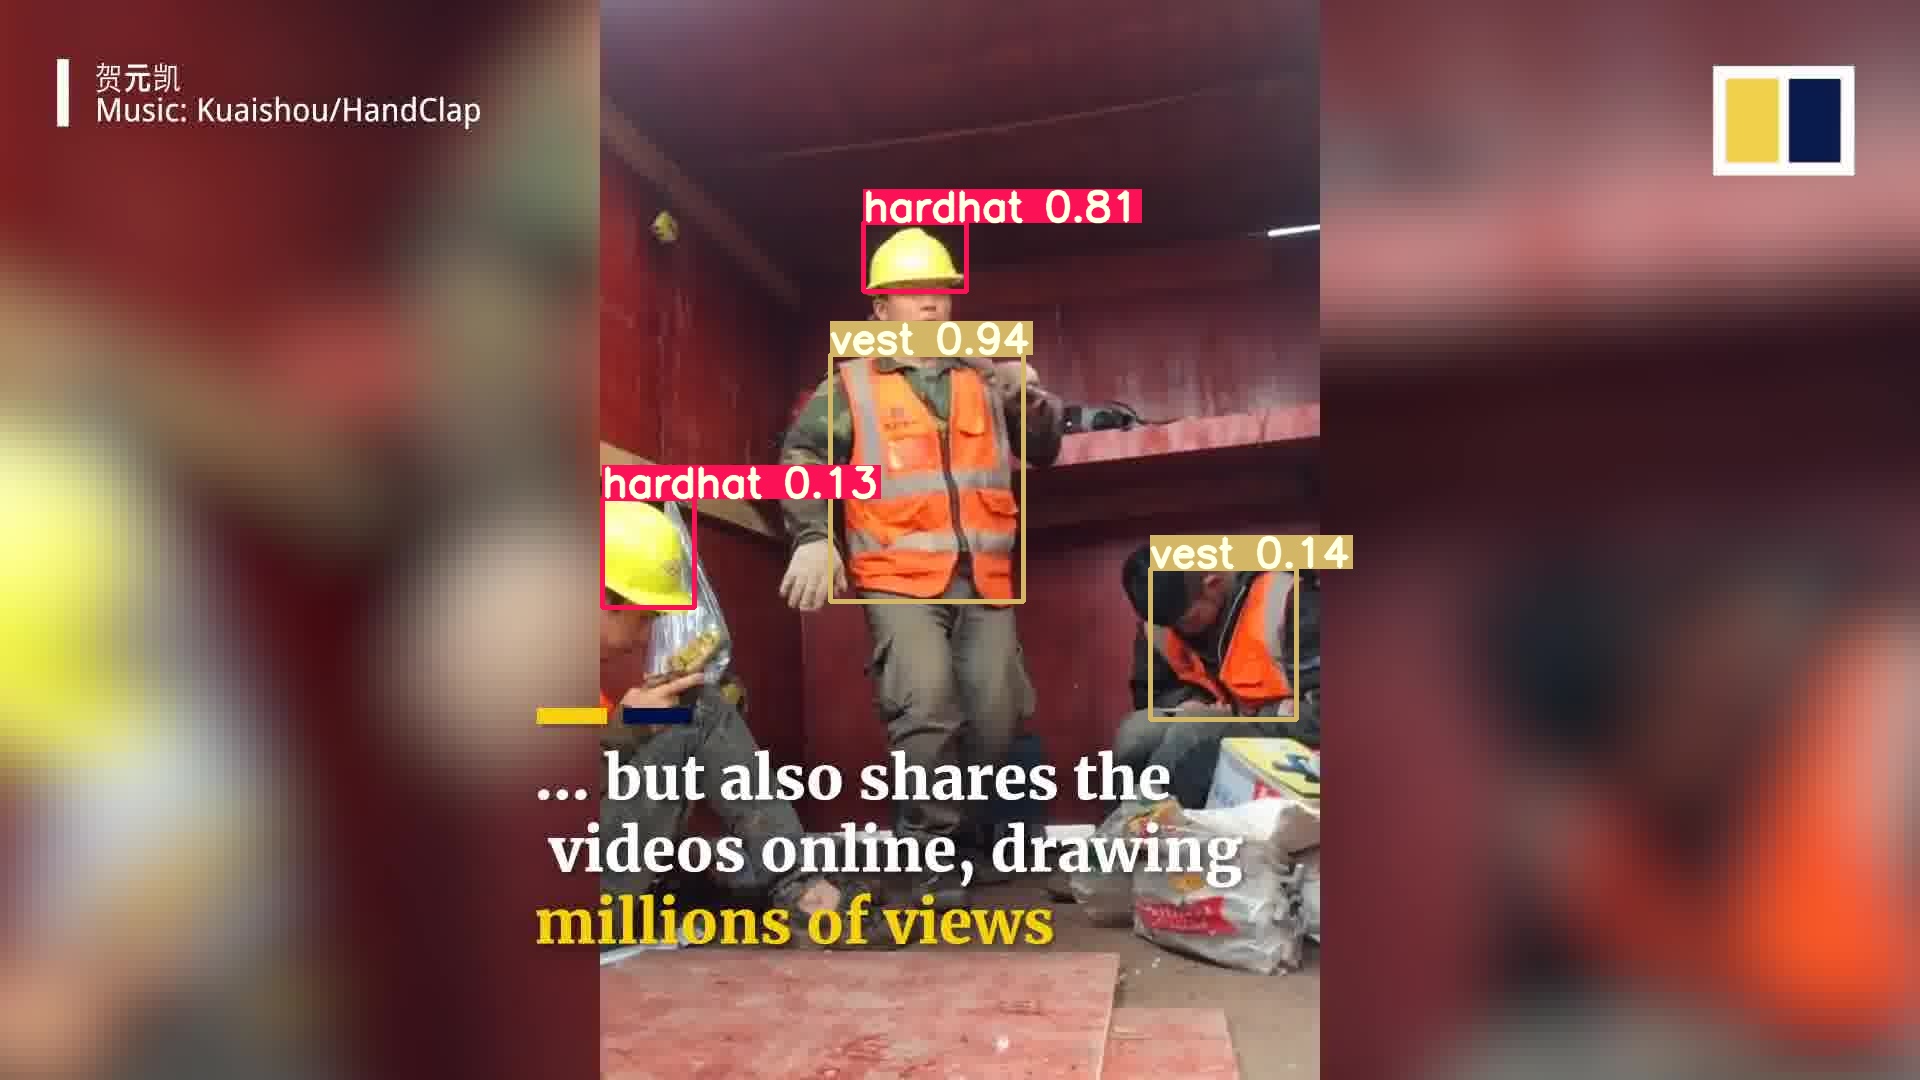 贺元凯
Music: Kuaishou/HandClap
hardhat 0.81
vest 0.94
hardhat 0.13
vest 0.14
... but also shares the
videos online, drawing
millions of views